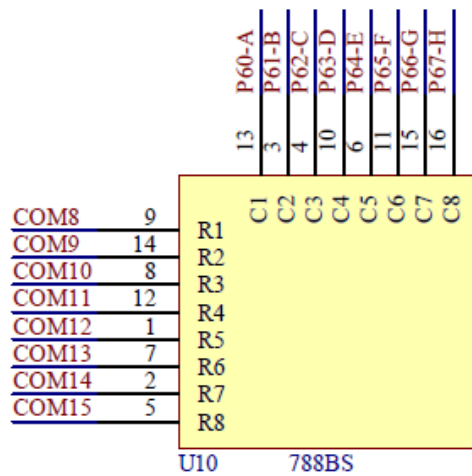 P60-A P61-B P62-C P63-D P64-E P65-F P66-G P67-H
13 3 4 10 6 11 15 16
C1 C2 C3 C4 C5 C6 C7 C8
COM8 9 R1
COM9 14 R2
COM10 8 R3
COM11 12 R4
COM12 1 R5
COM13 7 R6
COM14 2 R7
COM15 5 R8
U10 788BS